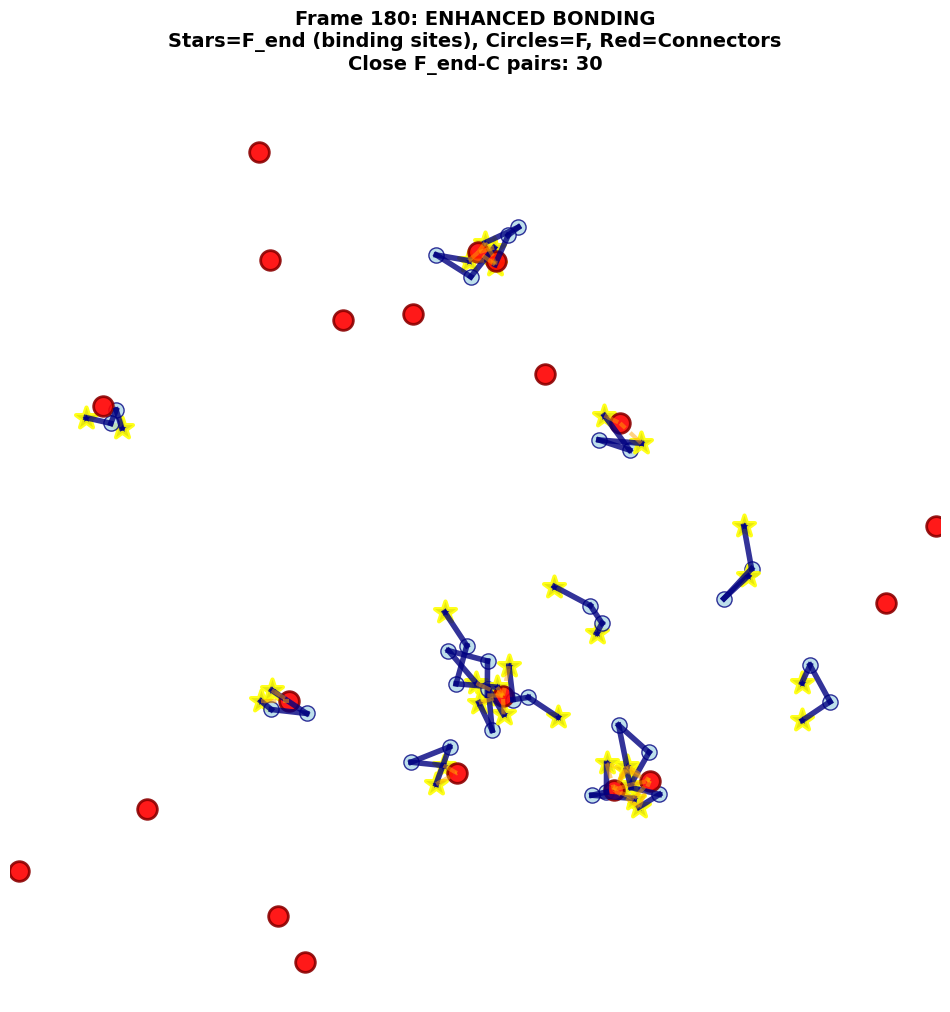 Frame 180: ENHANCED BONDING
Stars=F_end (binding sites), Circles=F, Red=Connectors
Close F_end-C pairs: 30